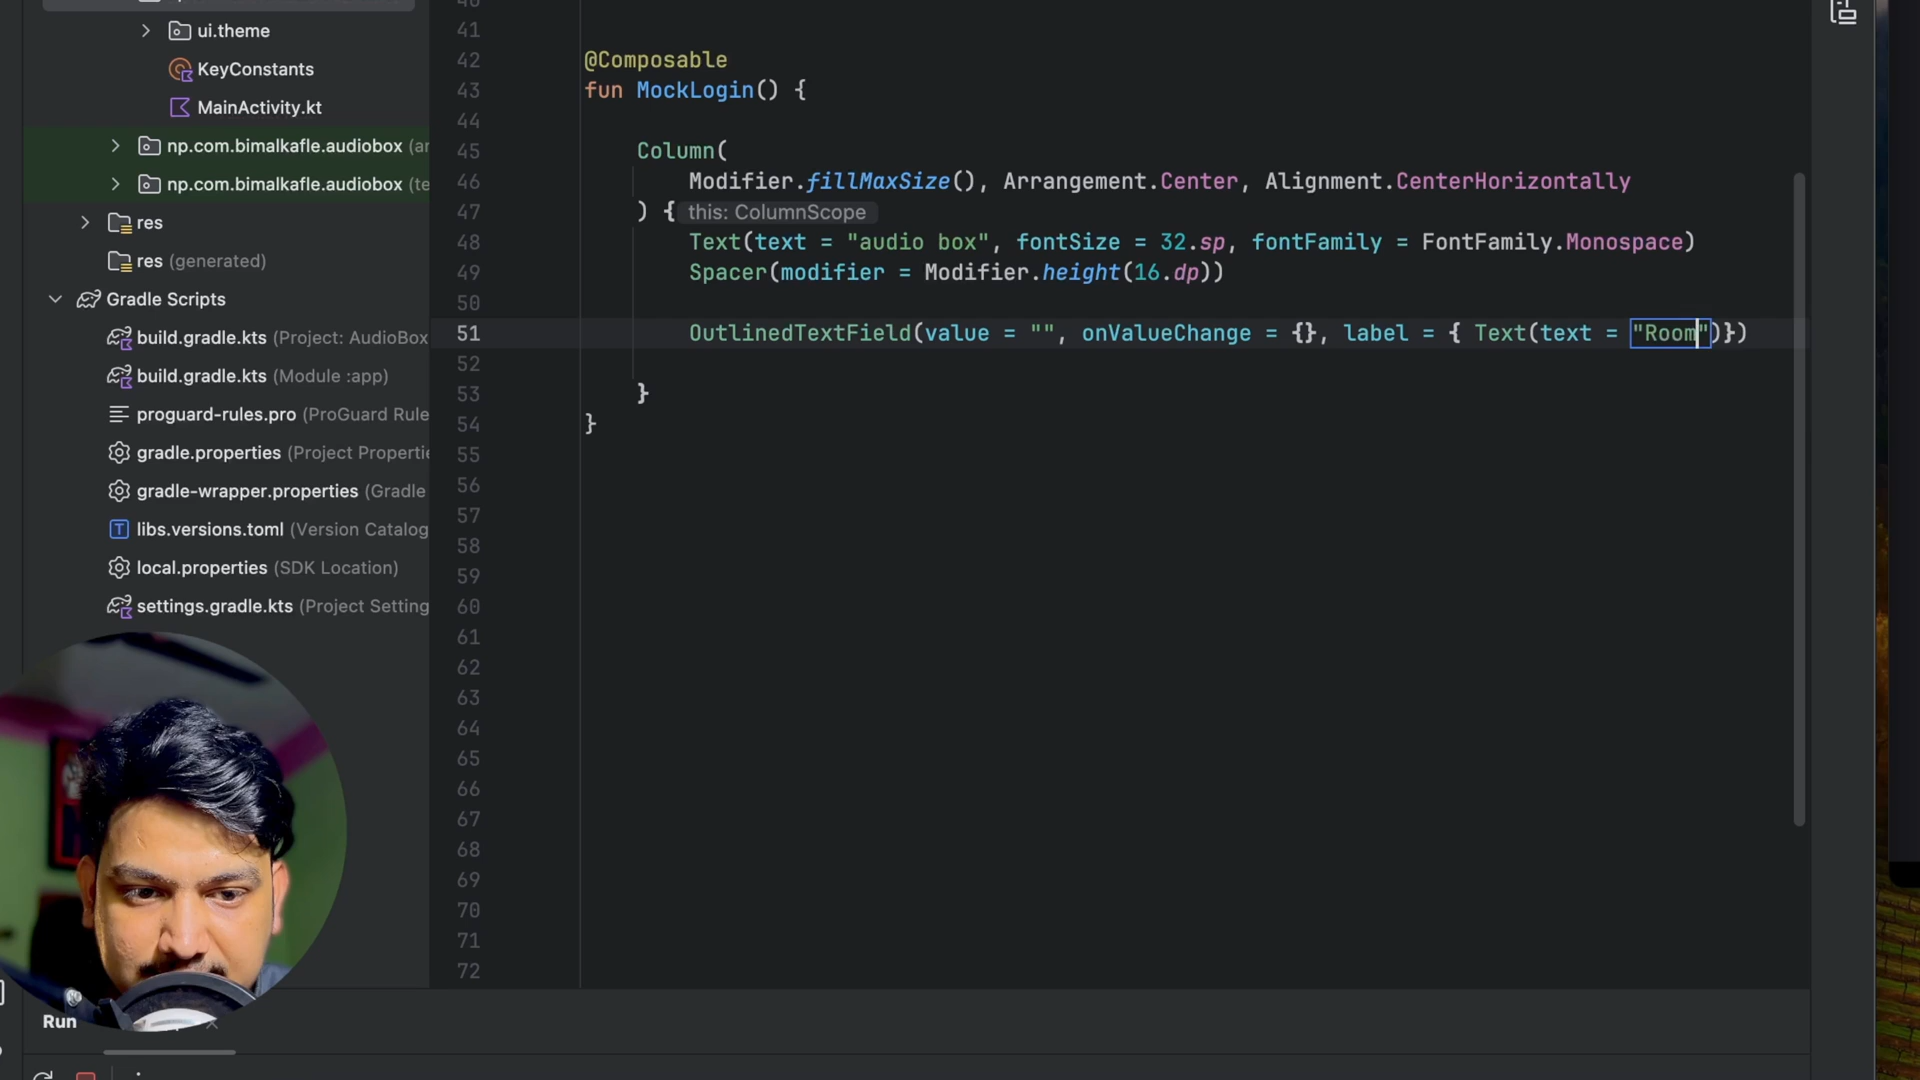 ui.theme
KeyConstants
MainActivity.kt
np.com.bimalkafle.audiobox (ar
np.com.bimalkafle.audiobox (te
res
res (generated)
Gradle Scripts
build.gradle.kts (Project: AudioBox
build.gradle.kts (Module :app)
proguard-rules.pro (ProGuard Rule
gradle.properties (Project Propertie
gradle-wrapper.properties (Gradle
libs.versions.toml (Version Catalog
local.properties (SDK Location)
settings.gradle.kts (Project Setting
41
42 @Composable
43 fun MockLogin() {
44
45 Column(
46 Modifier.fillMaxSize(), Arrangement.Center, Alignment.CenterHorizontally
47 ) { this: ColumnScope
48 Text(text = "audio box", fontSize = 32.sp, fontFamily = FontFamily.Monospace)
49 Spacer(modifier = Modifier.height(16.dp))
50
51 OutlinedTextField(value = "", onValueChange = {}, label = { Text(text = "Room")})
52
53 }
54 }
55
56
57
58
59
60
61
62
63
64
65
66
67
68
69
70
71
72
Run